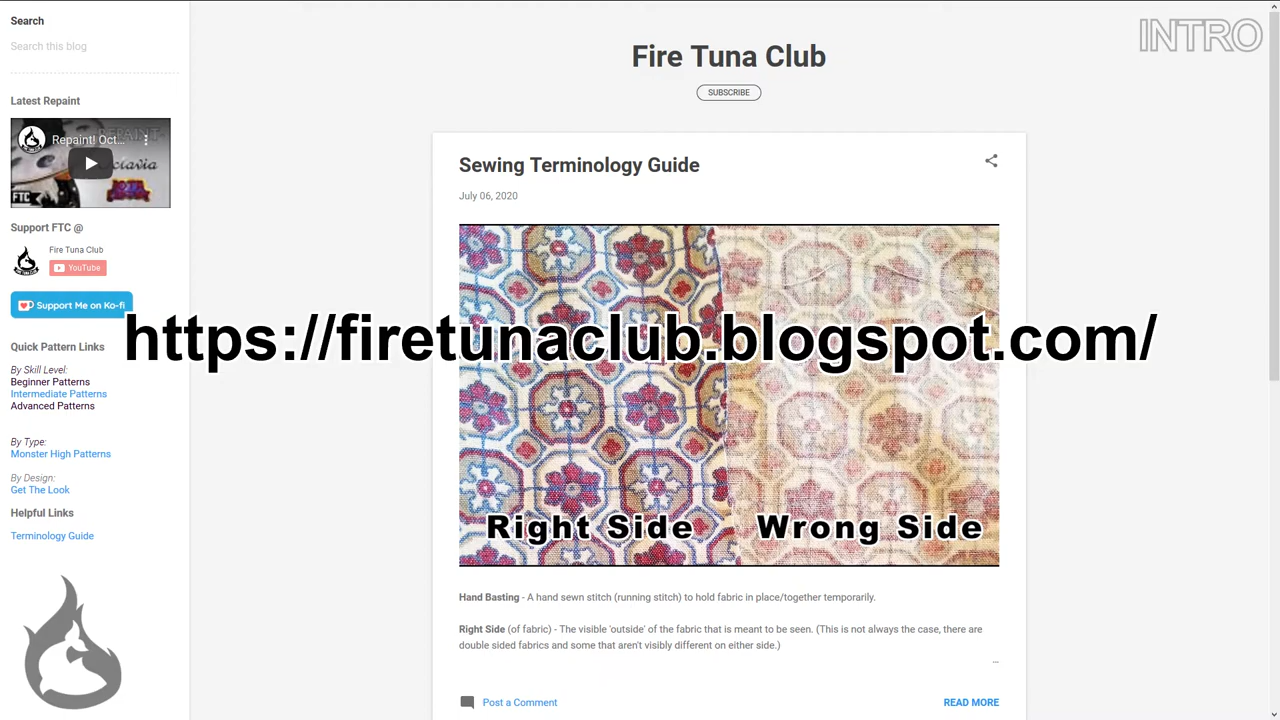 Search
Search this blog
Latest Repaint
Repaint! Oct...
REPAINT
Octavia
FTC
Support FTC @
Fire Tuna Club
YouTube
Support Me on Ko-fi
Quick Pattern Links
By Skill Level:
Beginner Patterns
Intermediate Patterns
Advanced Patterns
By Type:
Monster High Patterns
By Design:
Get The Look
Helpful Links
Terminology Guide
INTRO
Fire Tuna Club
SUBSCRIBE
Sewing Terminology Guide
July 06, 2020
https://firetunaclub.blogspot.com/
Right Side
Wrong Side
Hand Basting - A hand sewn stitch (running stitch) to hold fabric in place/together temporarily.
Right Side (of fabric) - The visible 'outside' of the fabric that is meant to be seen. (This is not always the case, there are
double sided fabrics and some that aren't visibly different on either side.)
...
Post a Comment
READ MORE